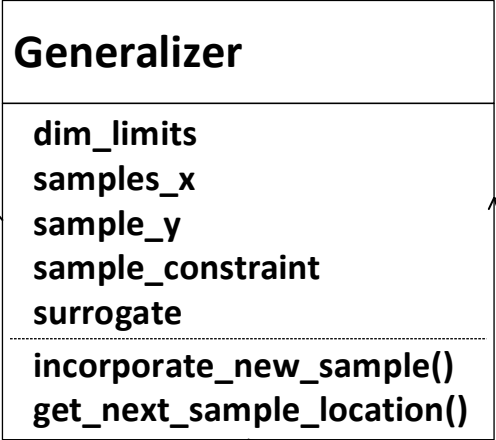 Generalizer
dim_limits
samples_x
sample_y
sample_constraint
surrogate
incorporate_new_sample()
get_next_sample_location()